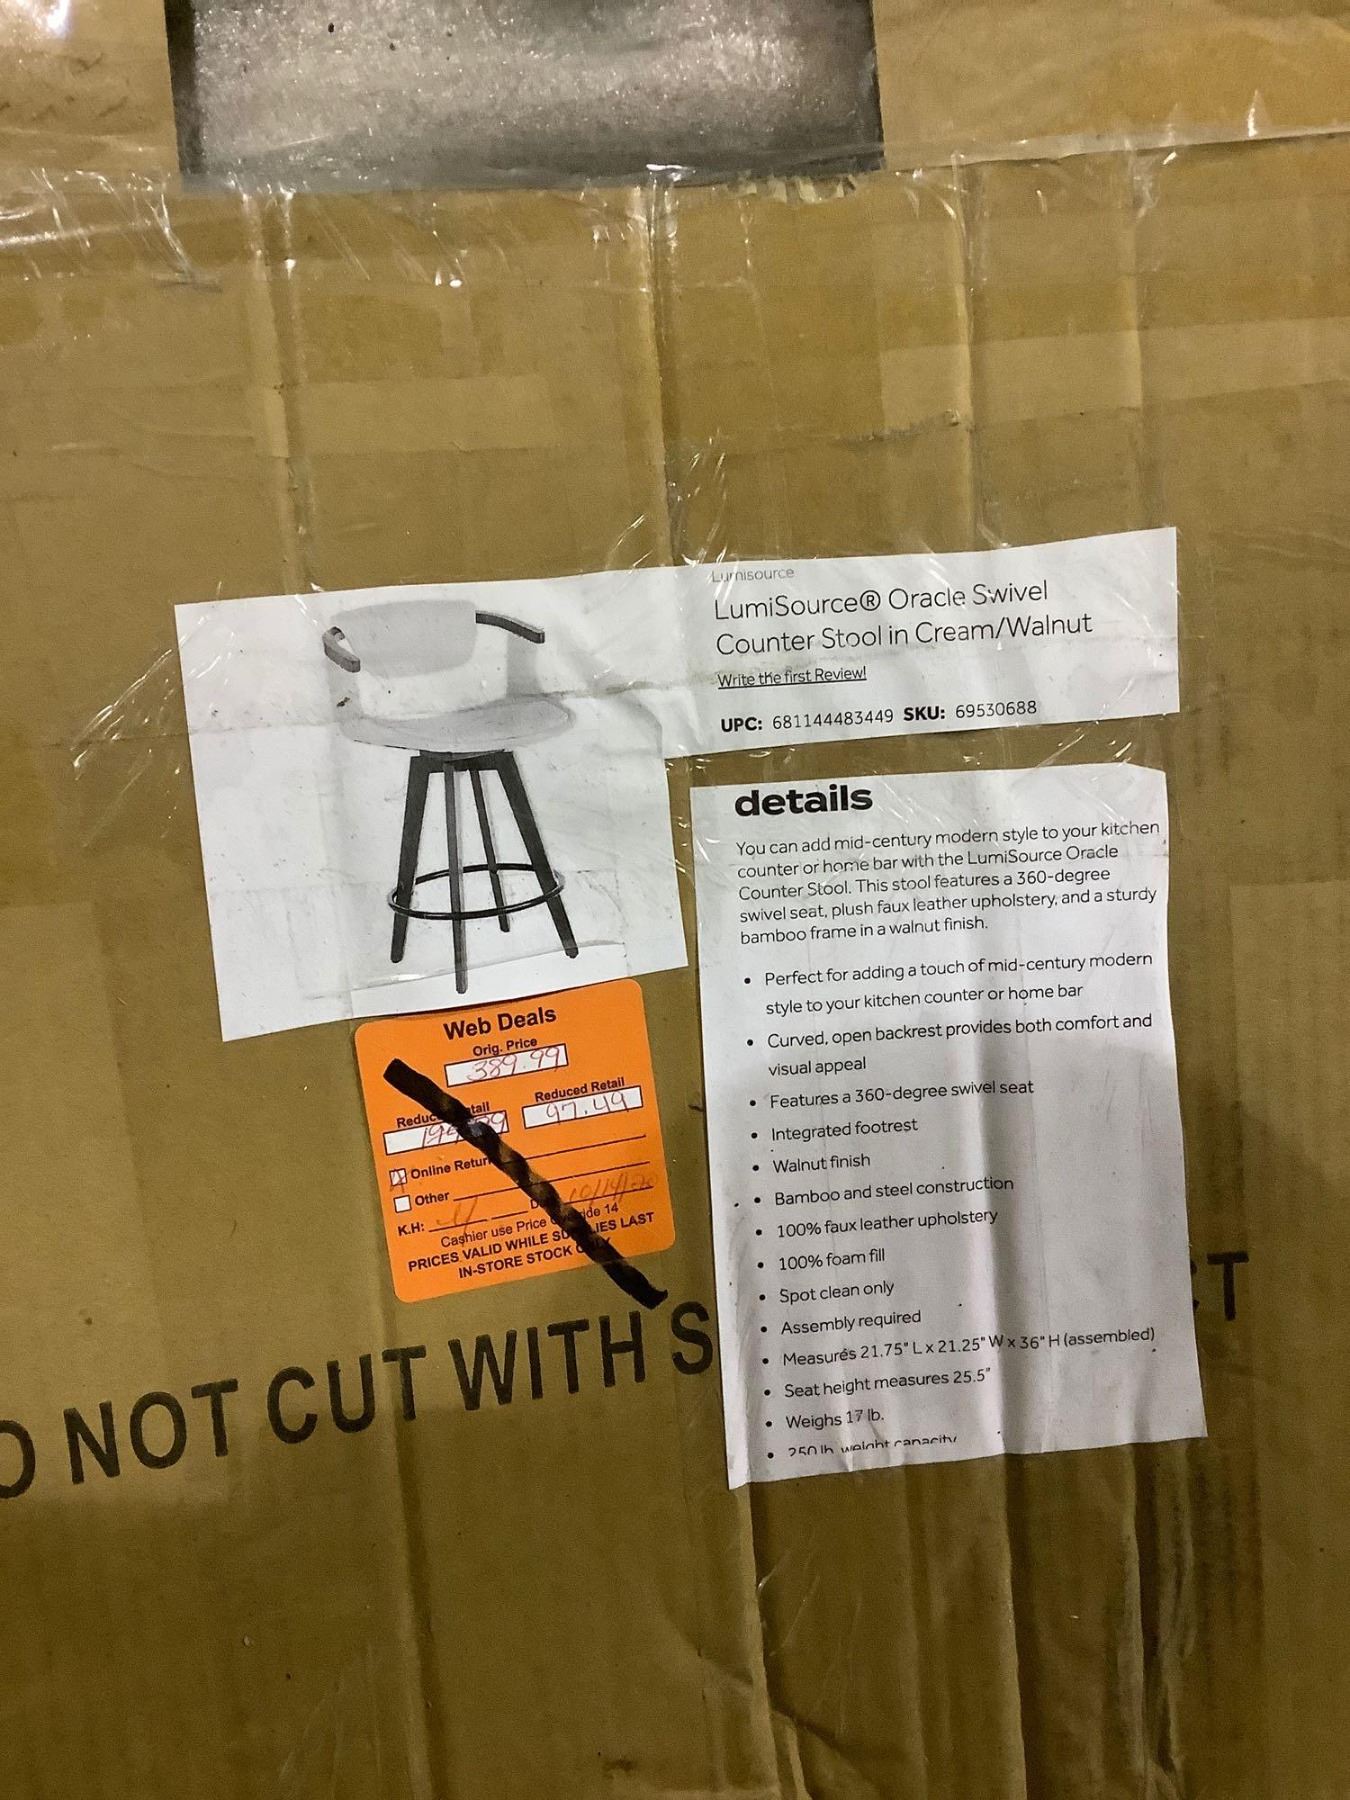 Lumisource
LumiSource® Oracle Swivel
Counter Stool in Cream/Walnut
Write the first Review!
UPC: 681144483449 SKU: 69530688
details
You can add mid-century modern style to your kitchen
counter or home bar with the LumiSource Oracle
Counter Stool. This stool features a 360-degree
swivel seat, plush faux leather upholstery, and a sturdy
bamboo frame in a walnut finish.
• Perfect for adding a touch of mid-century modern
style to your kitchen counter or home bar
• Curved, open backrest provides both comfort and
visual appeal
• Features a 360-degree swivel seat
• Integrated footrest
• Walnut finish
• Bamboo and steel construction
• 100% faux leather upholstery
• 100% foam fill
• Spot clean only
• Assembly required
• Measures 21.75" L x 21.25" W x 36" H (assembled)
• Seat height measures 25.5"
• Weighs 17 lb.
• 250 lb. weight capacity
Web Deals
Orig. Price
389.99
Reduced Retail
97.49
Online Return
Other
K.H:
10/14/20
Cashier use Price 14
PRICES VALID WHILE SUPPLIES LAST
IN-STORE STOCK ONLY
NOT CUT WITH